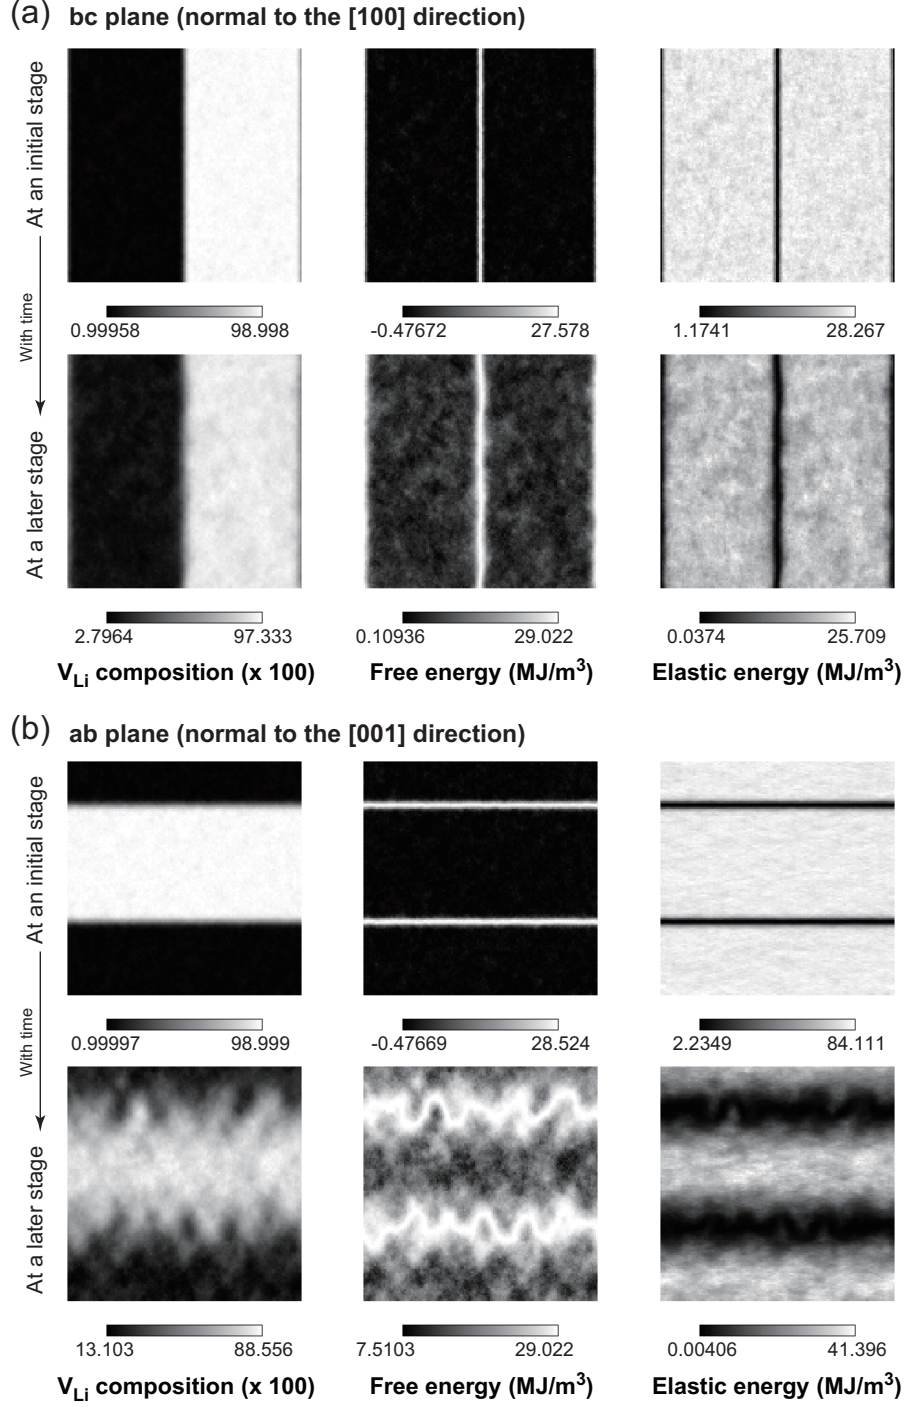 (a) bc plane (normal to the [100] direction)
At an initial stage
With time
At a later stage
0.99958 98.998
-0.47672 27.578
1.1741 28.267
2.7964 97.333
0.10936 29.022
0.0374 25.709
V_Li composition (x 100)
Free energy (MJ/m³)
Elastic energy (MJ/m³)
(b) ab plane (normal to the [001] direction)
At an initial stage
With time
At a later stage
0.99997 98.999
-0.47669 28.524
2.2349 84.111
13.103 88.556
7.5103 29.022
0.00406 41.396
V_Li composition (x 100)
Free energy (MJ/m³)
Elastic energy (MJ/m³)